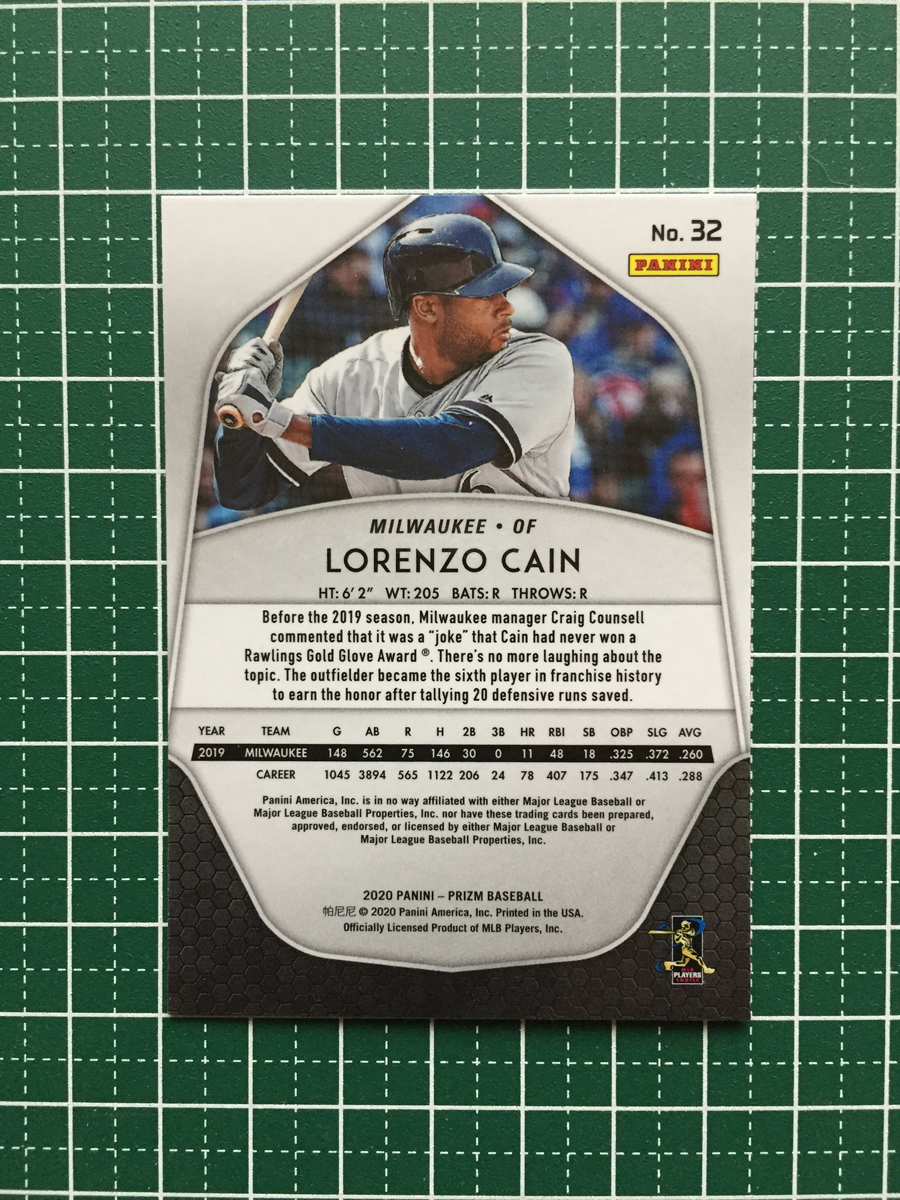 No. 32
PANINI
MILWAUKEE • OF
LORENZO CAIN
HT: 6' 2" WT: 205 BATS: R THROWS: R
Before the 2019 season, Milwaukee manager Craig Counsell
commented that it was a “joke” that Cain had never won a
Rawlings Gold Glove Award ®. There's no more laughing about the
topic. The outfielder became the sixth player in franchise history
to earn the honor after tallying 20 defensive runs saved.
YEAR TEAM G AB R H 2B 3B HR RBI SB OBP SLG AVG
2019 MILWAUKEE 148 562 75 146 30 0 11 48 18 .325 .372 .260
CAREER 1045 3894 565 1122 206 24 78 407 175 .347 .413 .288
Panini America, Inc. is in no way affiliated with either Major League Baseball or
Major League Baseball Properties, Inc. nor have these trading cards been prepared,
approved, endorsed, or licensed by either Major League Baseball or
Major League Baseball Properties, Inc.
2020 PANINI – PRIZM BASEBALL
帕尼尼 © 2020 Panini America, Inc. Printed in the USA.
Officially Licensed Product of MLB Players, Inc.
MLB
PLAYERS
CHOICE